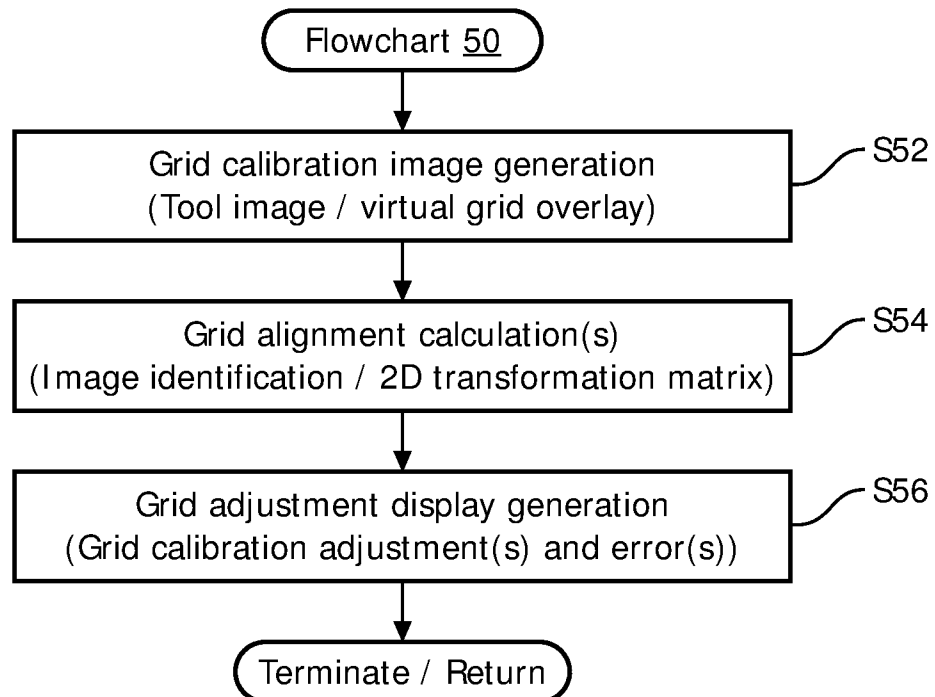 Flowchart 50
Grid calibration image generation
(Tool image / virtual grid overlay)
S52
Grid alignment calculation(s)
(Image identification / 2D transformation matrix)
S54
Grid adjustment display generation
(Grid calibration adjustment(s) and error(s))
S56
Terminate / Return